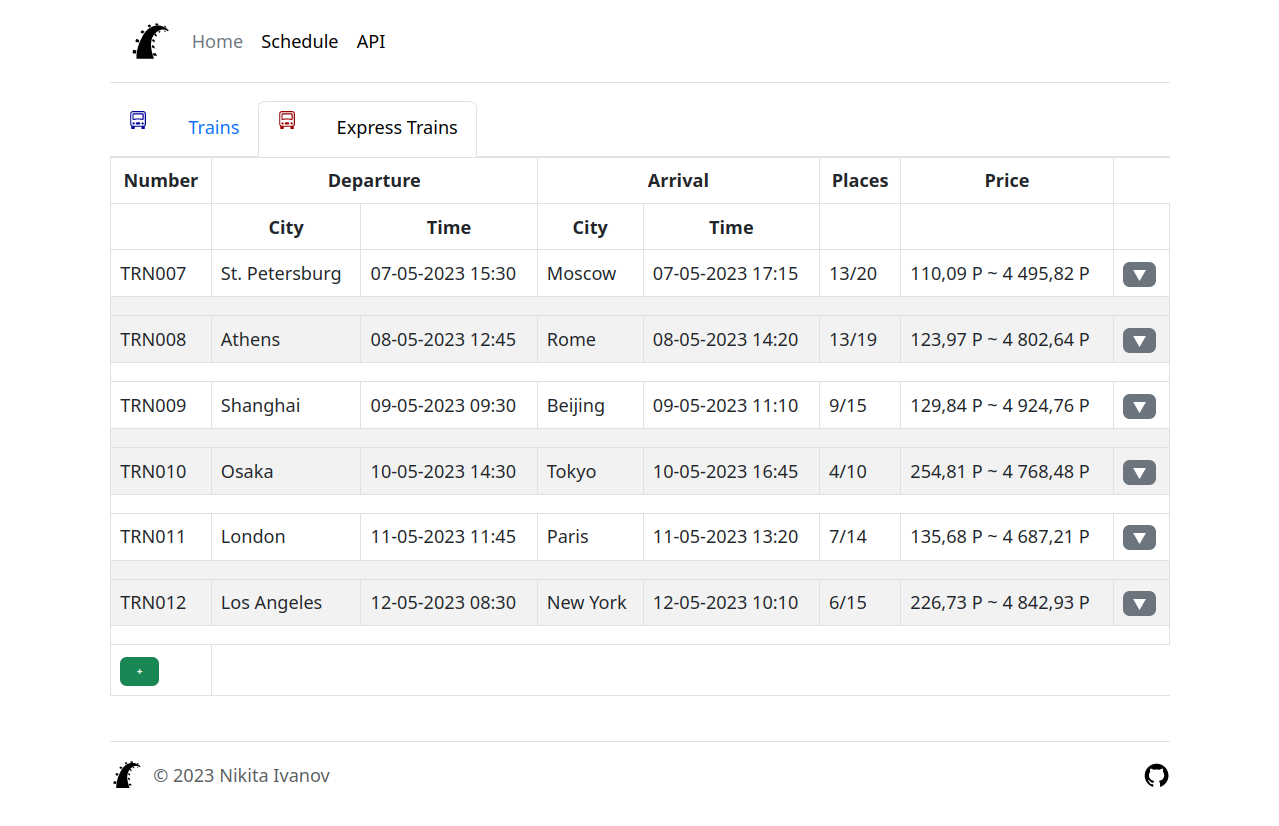 Home Schedule API
Trains Express Trains
Number Departure Arrival Places Price
City Time City Time
TRN007 St. Petersburg 07-05-2023 15:30 Moscow 07-05-2023 17:15 13/20 110,09 P ~ 4 495,82 P ▼
TRN008 Athens 08-05-2023 12:45 Rome 08-05-2023 14:20 13/19 123,97 P ~ 4 802,64 P ▼
TRN009 Shanghai 09-05-2023 09:30 Beijing 09-05-2023 11:10 9/15 129,84 P ~ 4 924,76 P ▼
TRN010 Osaka 10-05-2023 14:30 Tokyo 10-05-2023 16:45 4/10 254,81 P ~ 4 768,48 P ▼
TRN011 London 11-05-2023 11:45 Paris 11-05-2023 13:20 7/14 135,68 P ~ 4 687,21 P ▼
TRN012 Los Angeles 12-05-2023 08:30 New York 12-05-2023 10:10 6/15 226,73 P ~ 4 842,93 P ▼
+
© 2023 Nikita Ivanov